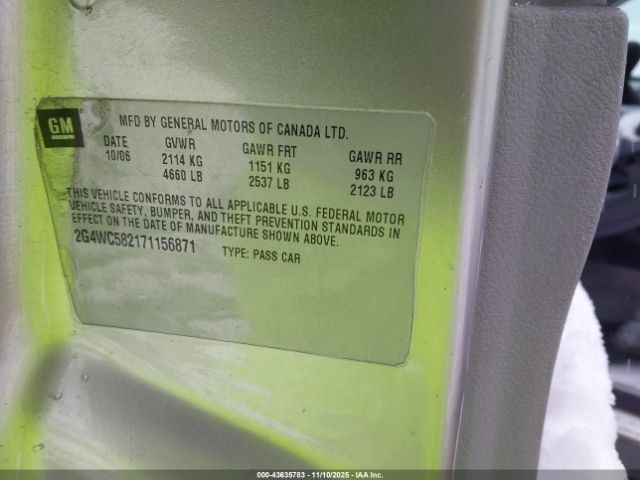 GM
MFD BY GENERAL MOTORS OF CANADA LTD.
DATE GVWR GAWR FRT GAWR RR
10/06 2114 KG 1151 KG 963 KG
4660 LB 2537 LB 2123 LB
THIS VEHICLE CONFORMS TO ALL APPLICABLE U.S. FEDERAL MOTOR
VEHICLE SAFETY, BUMPER, AND THEFT PREVENTION STANDARDS IN
EFFECT ON THE DATE OF MANUFACTURE SHOWN ABOVE.
2G4WC582171156871 TYPE: PASS CAR
000-43635783 - 11/10/2025 - IAA Inc.